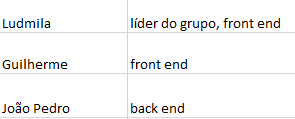 Ludmila líder do grupo, front end
Guilherme front end
João Pedro back end